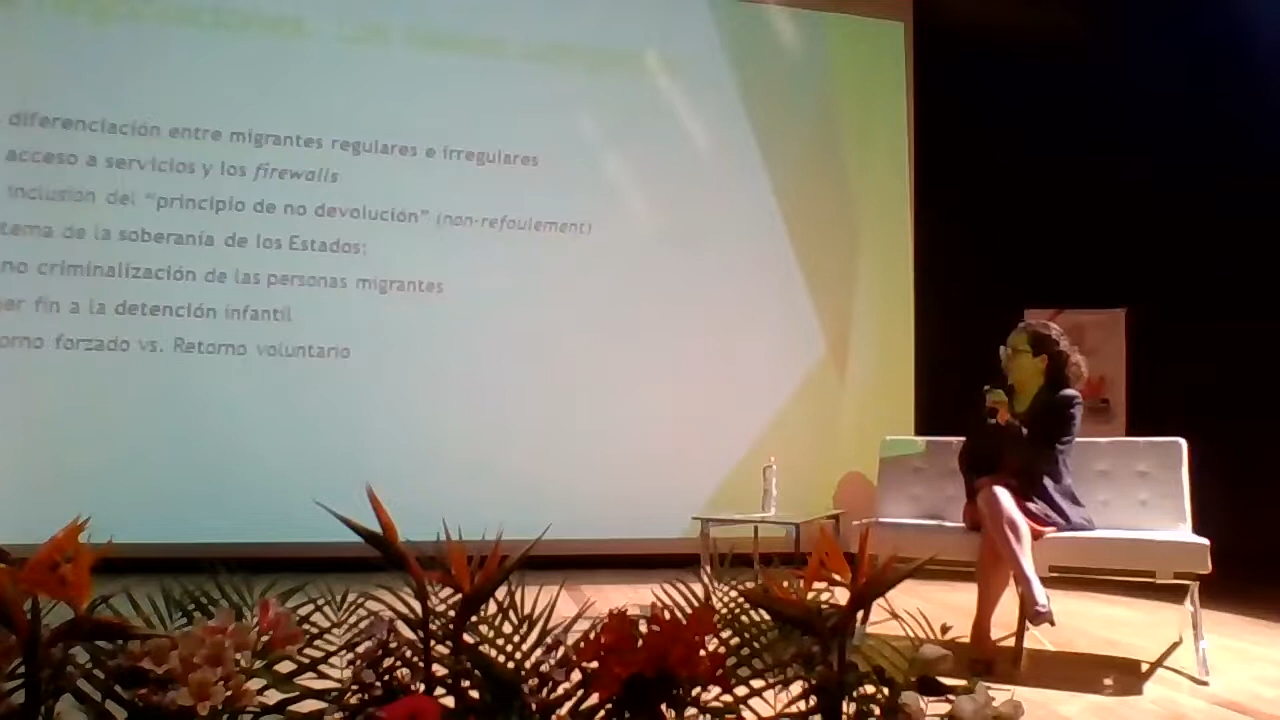 diferenciación entre migrantes regulares e irregulares
acceso a servicios y los firewalls
inclusion del "principio de no devolución" (non-refoulement)
tema de la soberanía de los Estados:
no criminalización de las personas migrantes
fin a la detención infantil
forzado vs. Retorno voluntario